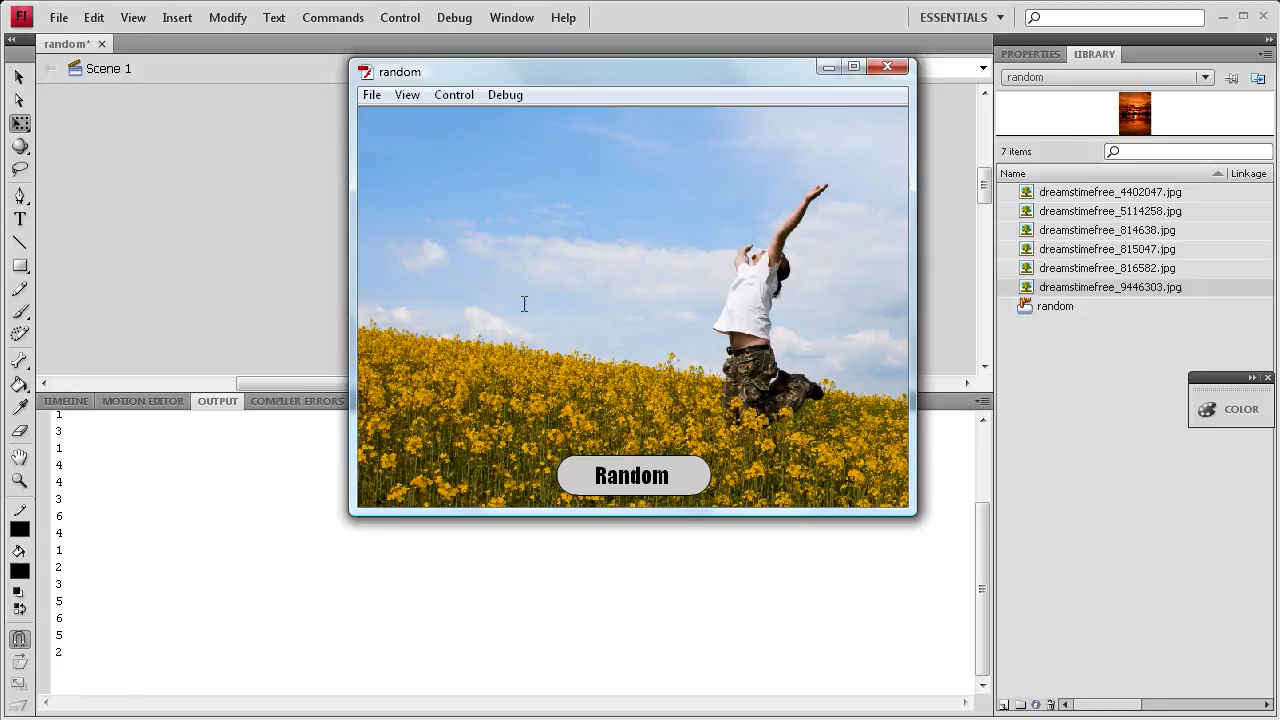 Fl File Edit View Insert Modify Text Commands Control Debug Window Help ESSENTIALS
random*
Scene 1
random
File View Control Debug
Random
PROPERTIES LIBRARY
random
7 items
Name Linkage
dreamstimefree_4402047.jpg
dreamstimefree_5114258.jpg
dreamstimefree_814638.jpg
dreamstimefree_815047.jpg
dreamstimefree_816582.jpg
dreamstimefree_9446303.jpg
random
COLOR
TIMELINE MOTION EDITOR OUTPUT COMPILER ERRORS
1
3
1
4
4
3
6
4
1
2
3
5
6
5
2